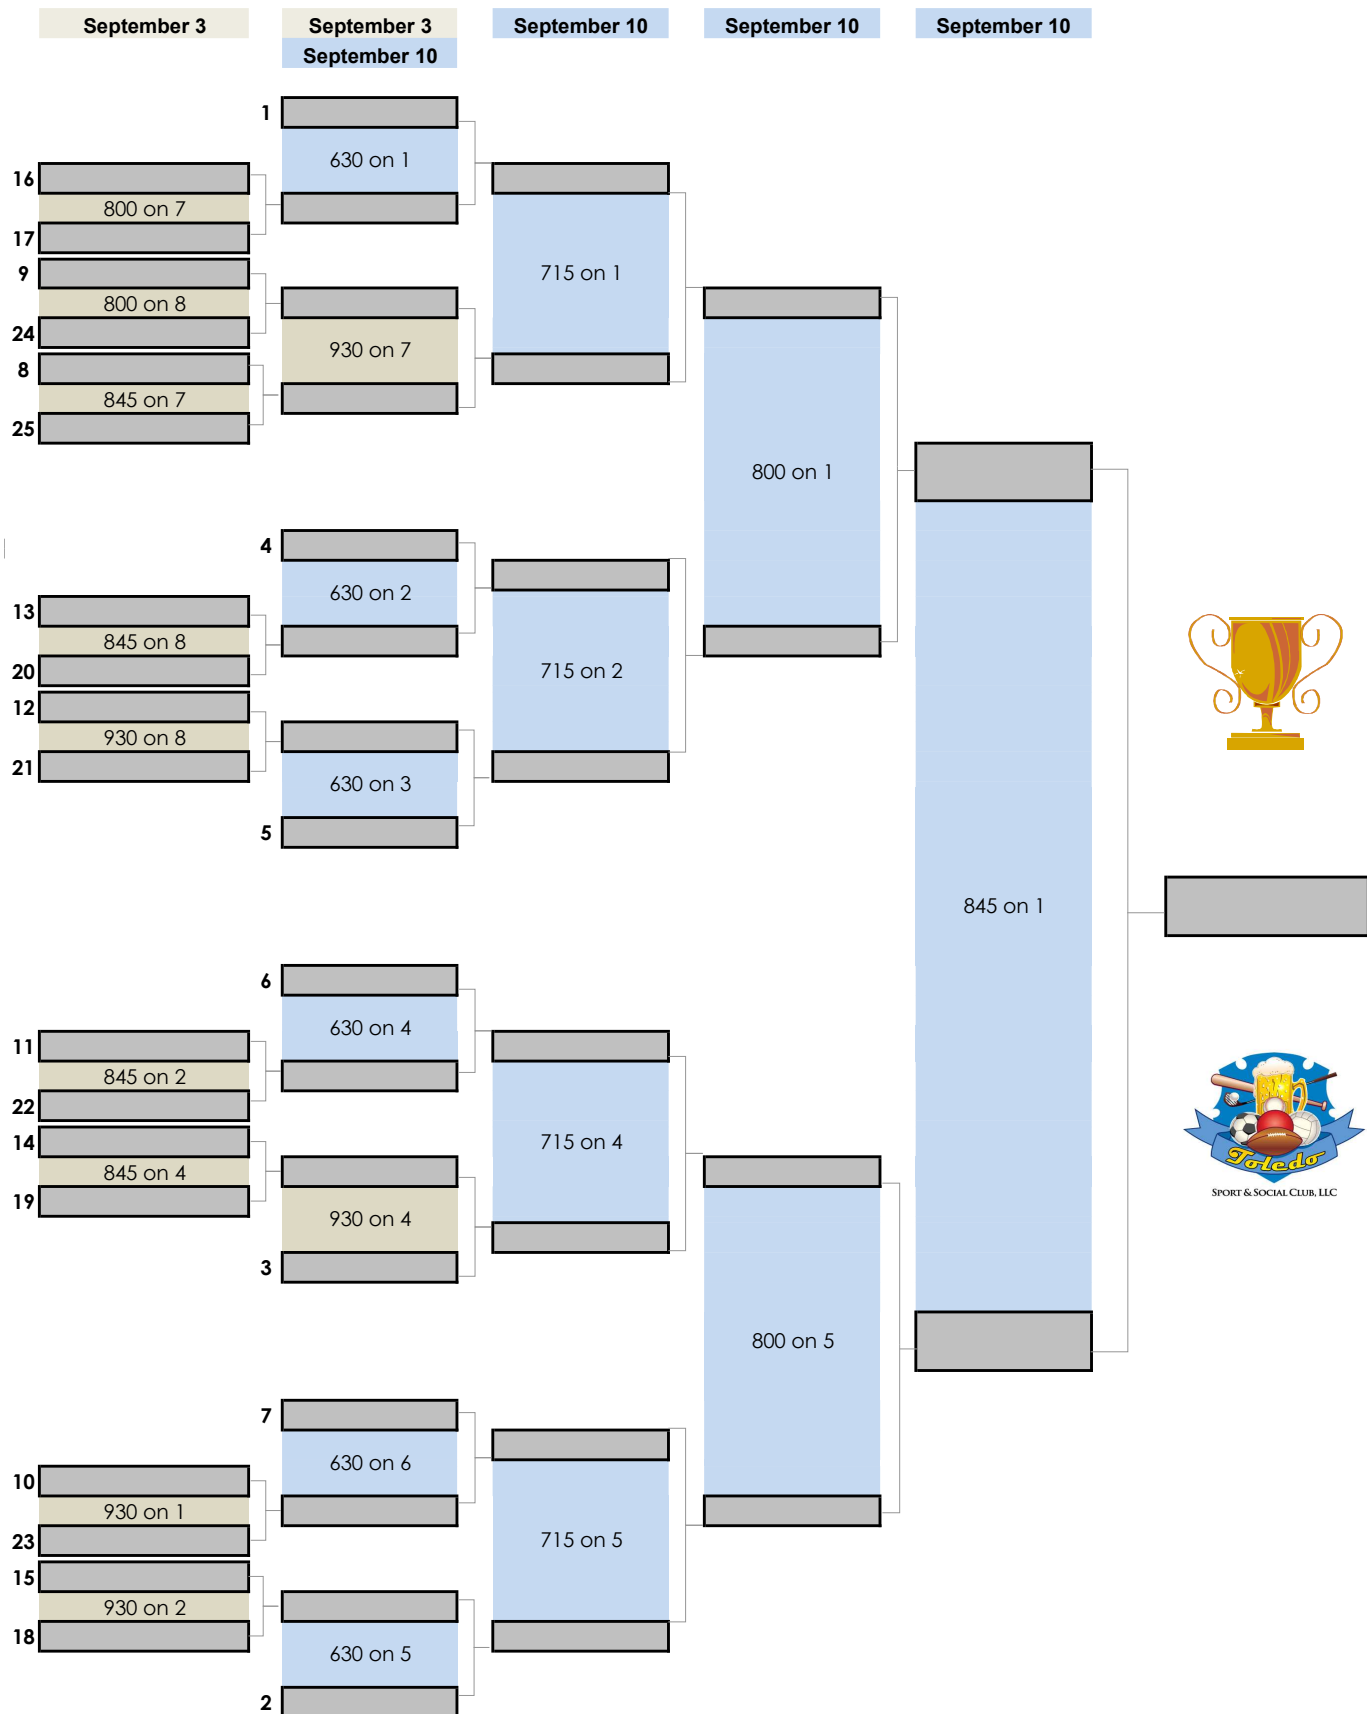 September 3
September 3
September 10
September 10
September 10
September 10
1
630 on 1
16
800 on 7
17
9
800 on 8
24
8
845 on 7
25
930 on 7
715 on 1
800 on 1
4
630 on 2
13
845 on 8
20
12
930 on 8
21
630 on 3
5
715 on 2
845 on 1
6
630 on 4
11
845 on 2
22
14
845 on 4
19
930 on 4
3
715 on 4
800 on 5
7
630 on 6
10
930 on 1
23
15
930 on 2
18
630 on 5
2
715 on 5
Toledo
SPORT & SOCIAL CLUB, LLC